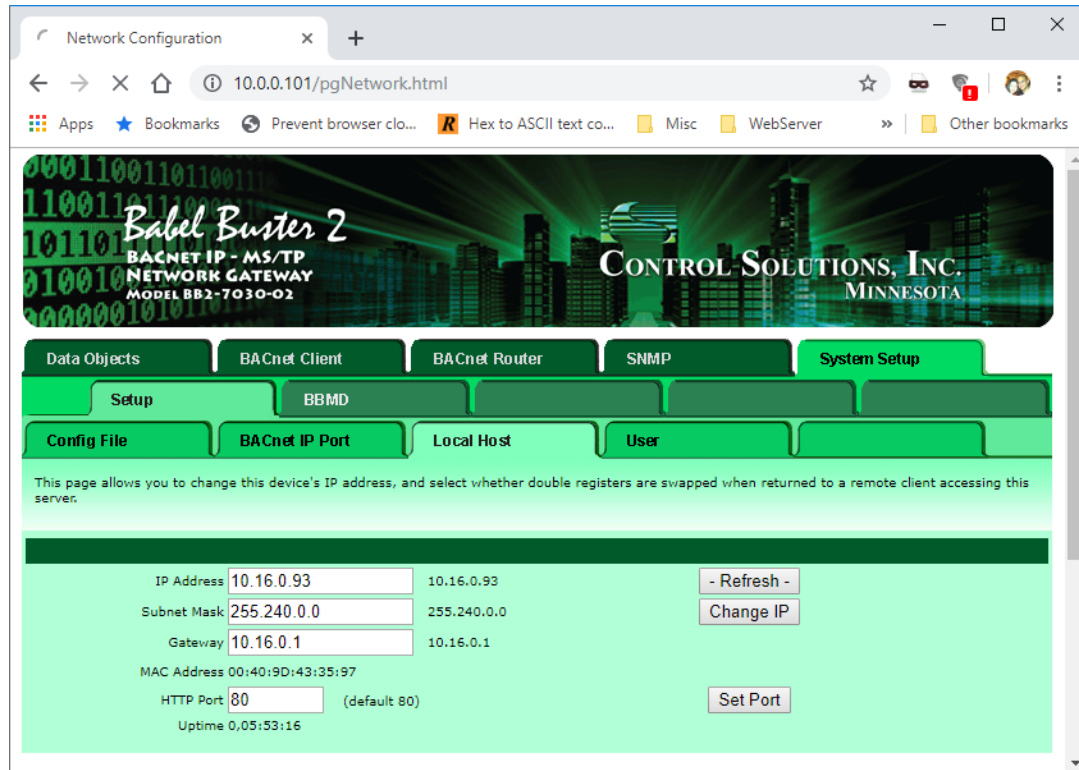 Network Configuration
10.0.0.101/pgNetwork.html
Apps Bookmarks Prevent browser clo... R Hex to ASCII text co... Misc WebServer » Other bookmarks
Babel Buster 2
BACNET IP - MS/TP
NETWORK GATEWAY
MODEL BB2-7030-02
CONTROL SOLUTIONS, INC.
MINNESOTA
Data Objects BACnet Client BACnet Router SNMP System Setup
Setup BBMD
Config File BACnet IP Port Local Host User
This page allows you to change this device's IP address, and select whether double registers are swapped when returned to a remote client accessing this
server.
IP Address 10.16.0.93 10.16.0.93 - Refresh -
Subnet Mask 255.240.0.0 255.240.0.0 Change IP
Gateway 10.16.0.1 10.16.0.1
MAC Address 00:40:9D:43:35:97
HTTP Port 80 (default 80) Set Port
Uptime 0,05:53:16